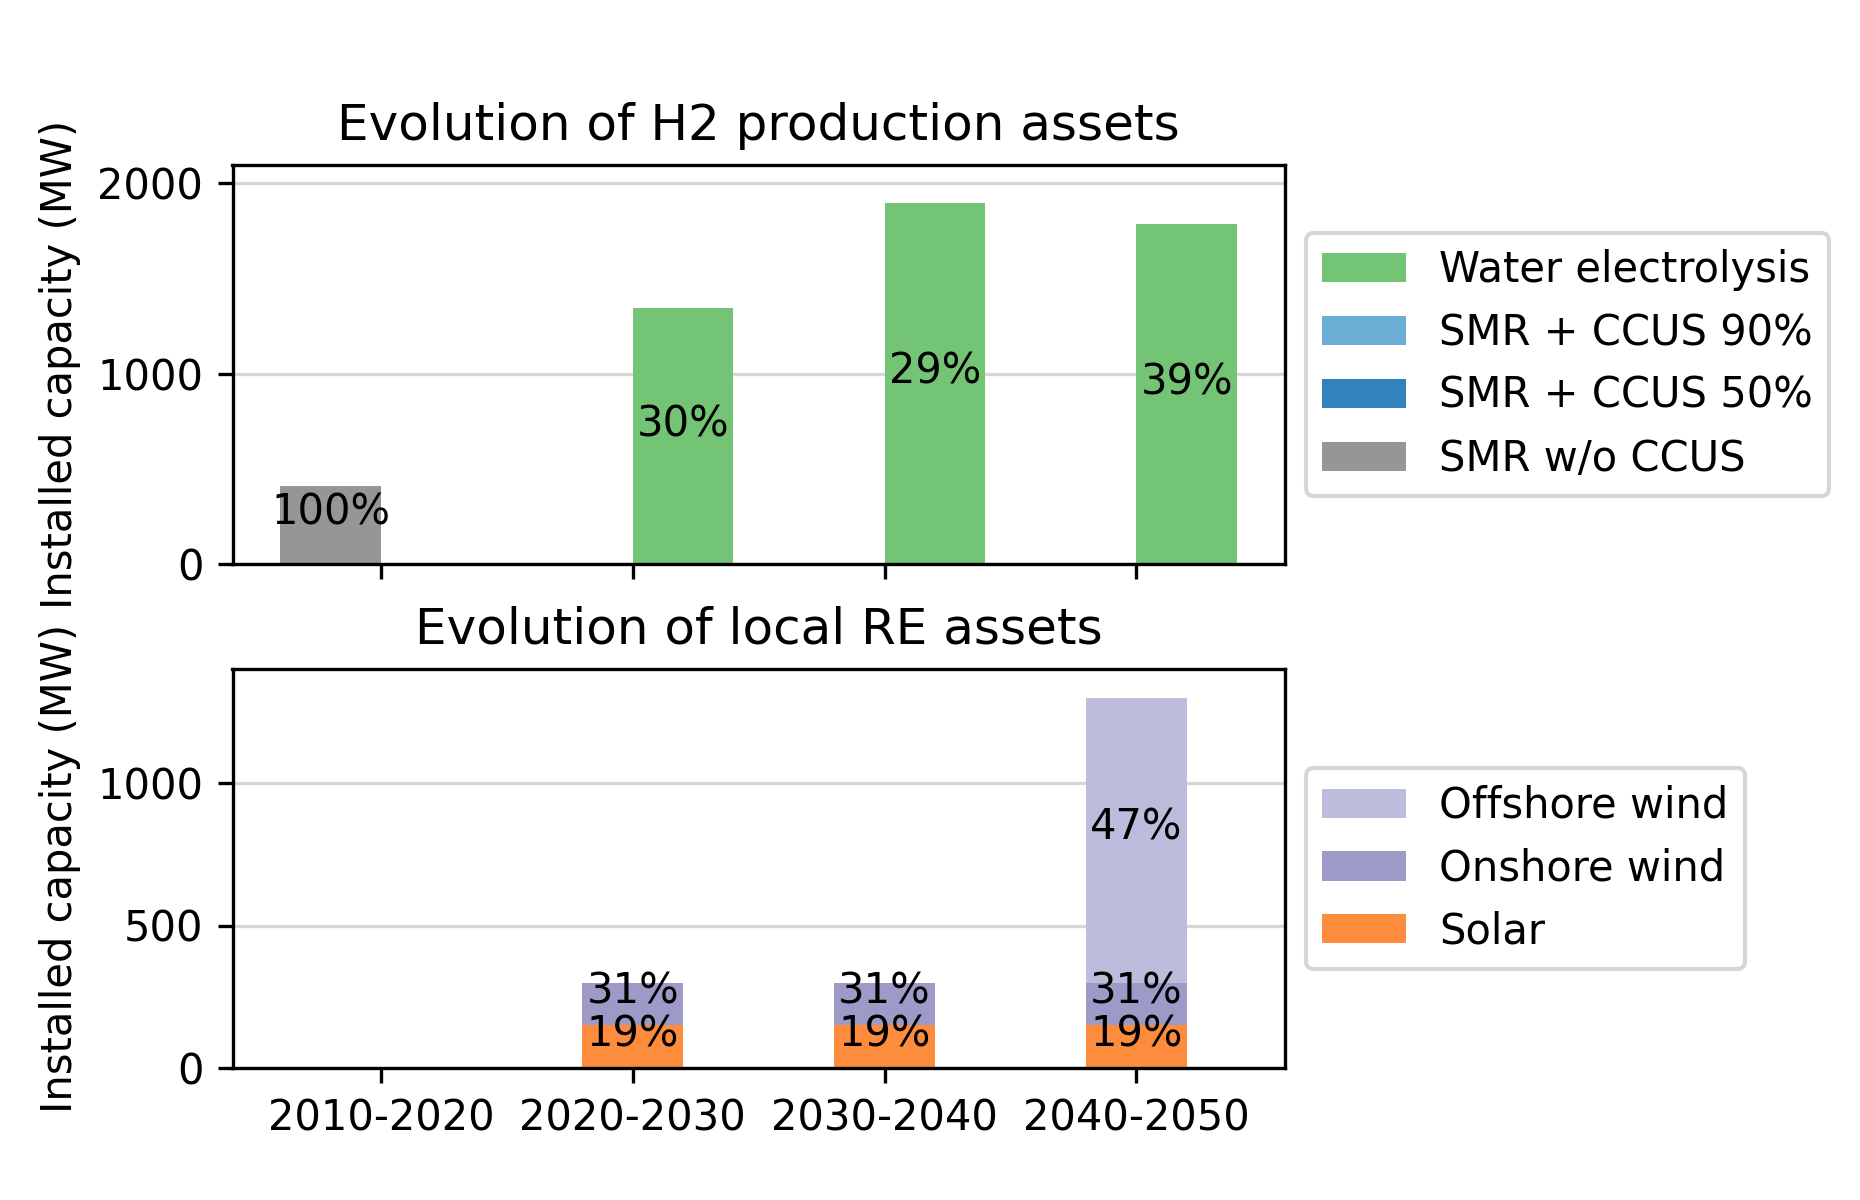 Evolution of H2 production assets
Installed capacity (MW)
2000
1000
0
100%
30%
29%
39%
Water electrolysis
SMR + CCUS 90%
SMR + CCUS 50%
SMR w/o CCUS
Evolution of local RE assets
Installed capacity (MW)
1000
500
0
47%
31%
31%
31%
19%
19%
19%
2010-2020
2020-2030
2030-2040
2040-2050
Offshore wind
Onshore wind
Solar